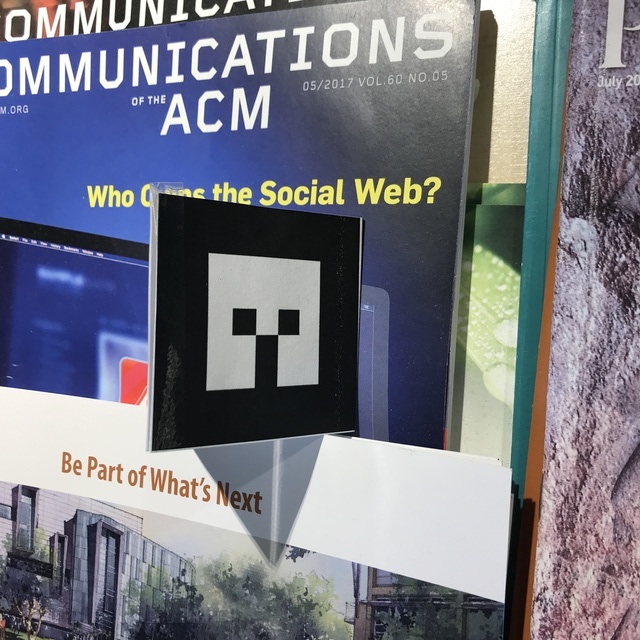 COMMUNICATIONS
OMMUNICATIONS
M.ORG
OF THE
ACM
05/2017 VOL.60 NO.05
Who the Social Web?
Be Part of What's Next
July 20
P